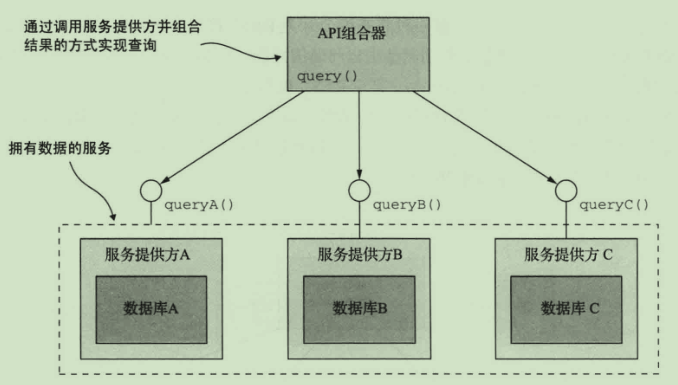 通过调用服务提供方并组合
结果的方式实现查询
API组合器
query()
拥有数据的服务
queryA()
queryB()
queryC()
服务提供方A
服务提供方B
服务提供方 C
数据库A
数据库B
数据库 C